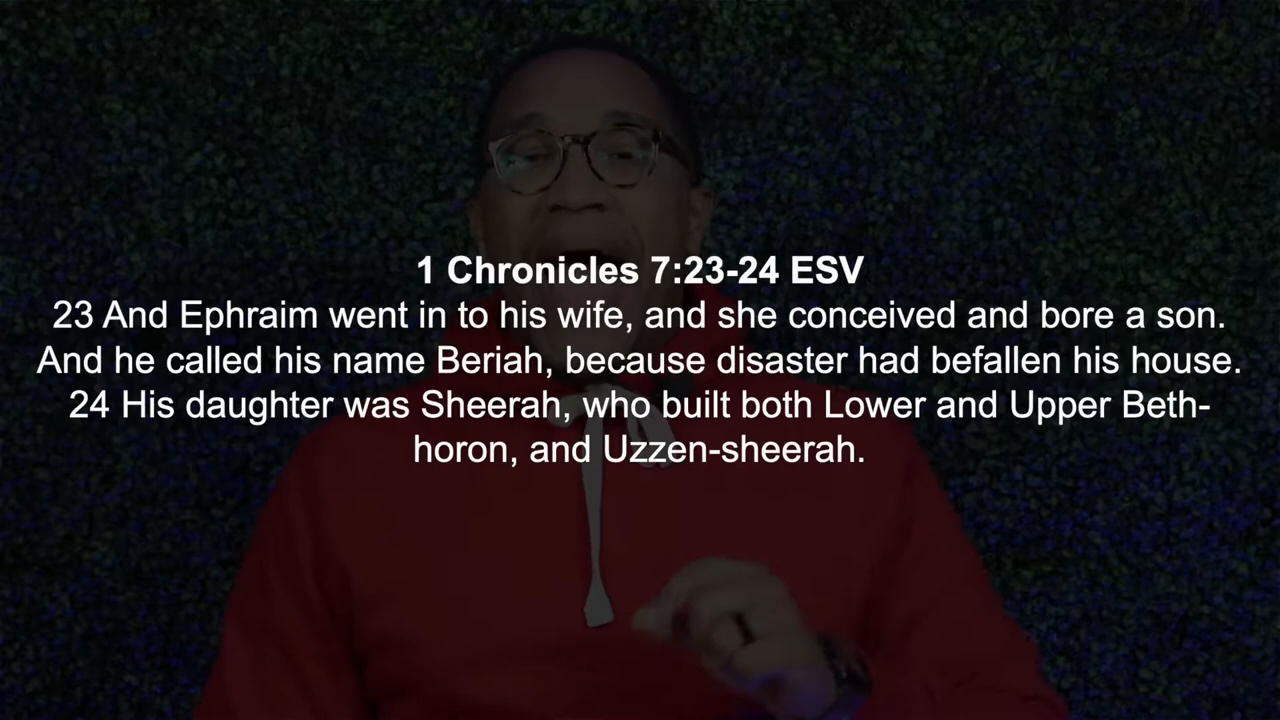 1 Chronicles 7:23-24 ESV
23 And Ephraim went in to his wife, and she conceived and bore a son.
And he called his name Beriah, because disaster had befallen his house.
24 His daughter was Sheerah, who built both Lower and Upper Beth-
horon, and Uzzen-sheerah.